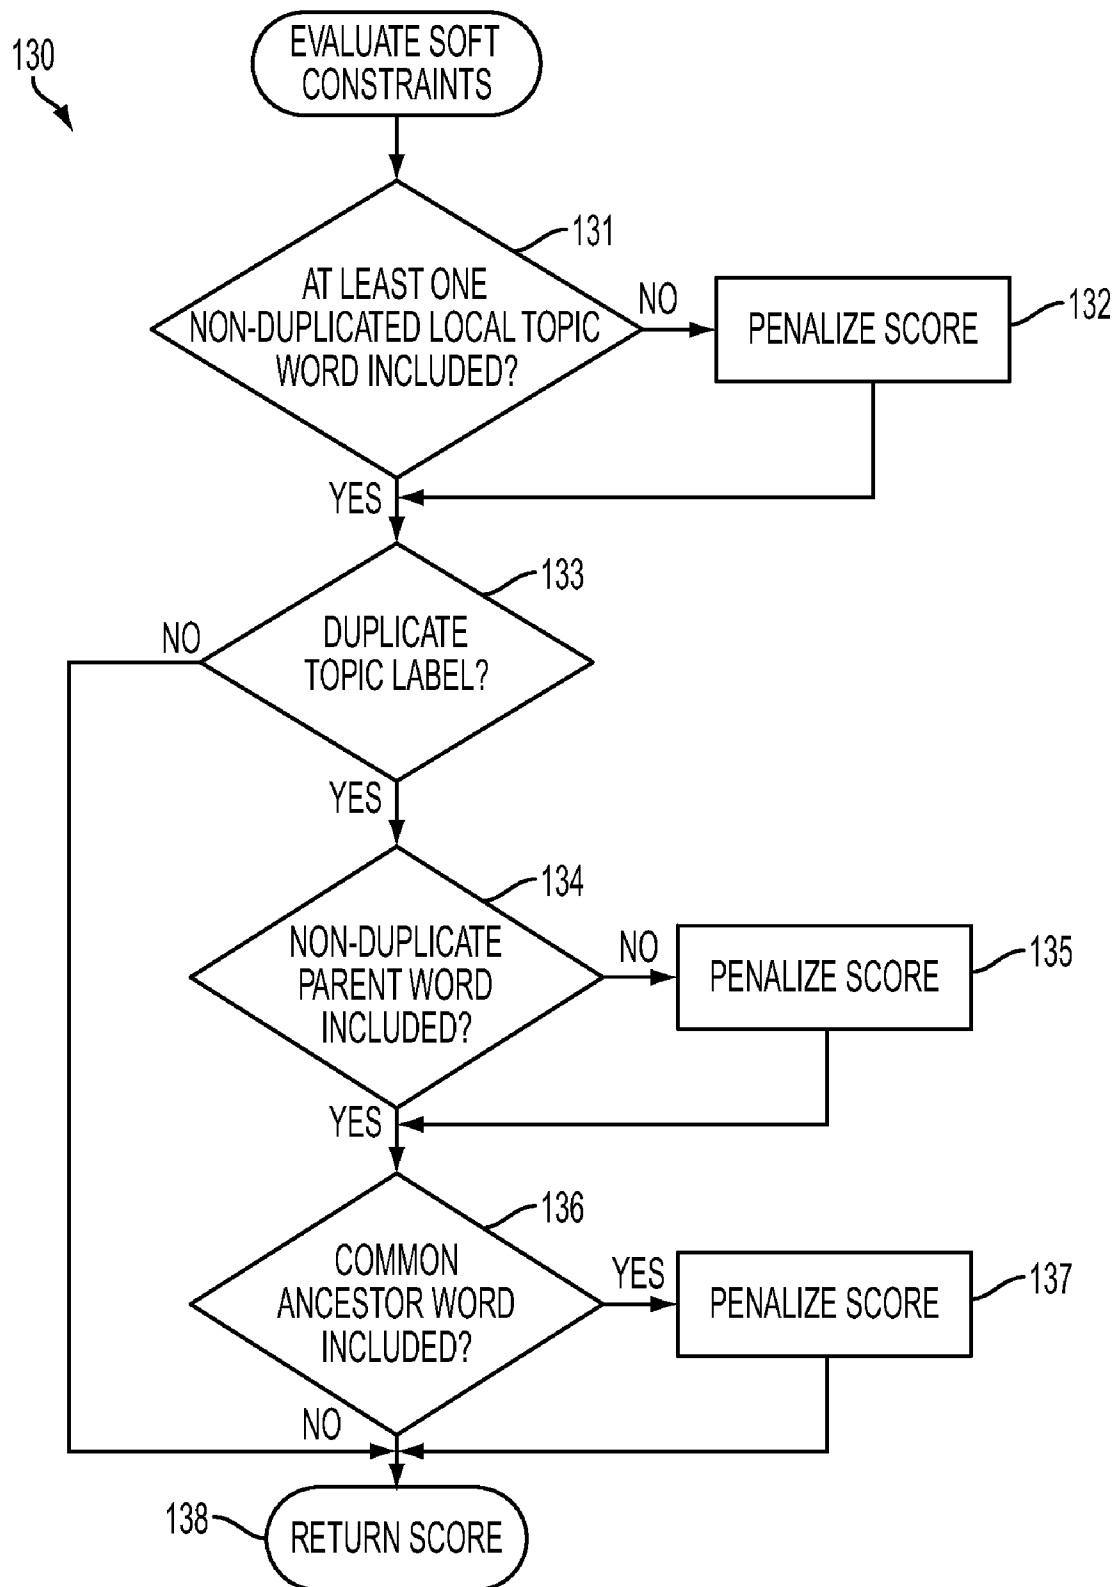 130
EVALUATE SOFT
CONSTRAINTS
131
AT LEAST ONE
NON-DUPLICATED LOCAL TOPIC
WORD INCLUDED?
NO
PENALIZE SCORE
132
YES
133
DUPLICATE
TOPIC LABEL?
NO
YES
134
NON-DUPLICATE
PARENT WORD
INCLUDED?
NO
PENALIZE SCORE
135
YES
136
COMMON
ANCESTOR WORD
INCLUDED?
YES
PENALIZE SCORE
137
NO
138
RETURN SCORE